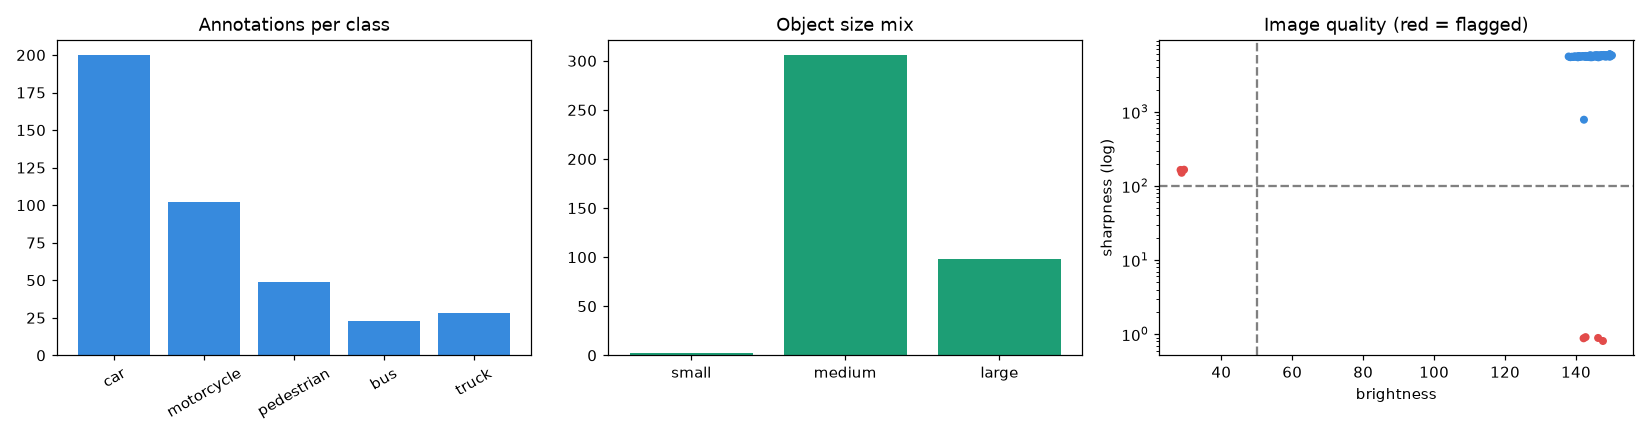 Annotations per class
200
175
150
125
100
75
50
25
0
car
motorcycle
pedestrian
bus
truck
Object size mix
300
250
200
150
100
50
0
small
medium
large
Image quality (red = flagged)
sharpness (log)
10³
10²
10¹
10⁰
40
60
80
100
120
140
brightness